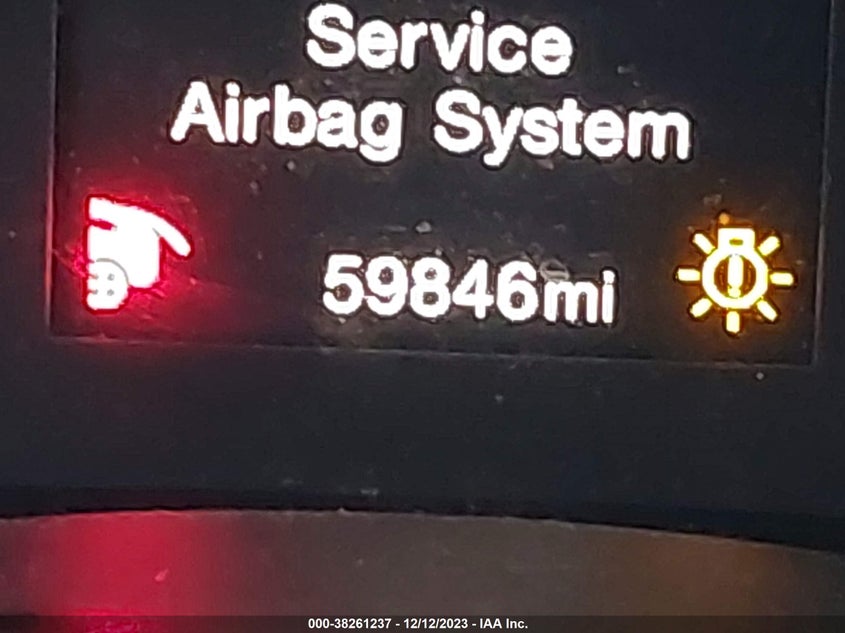 Service
Airbag System
59846mi
000-38261237 - 12/12/2023 - IAA Inc.